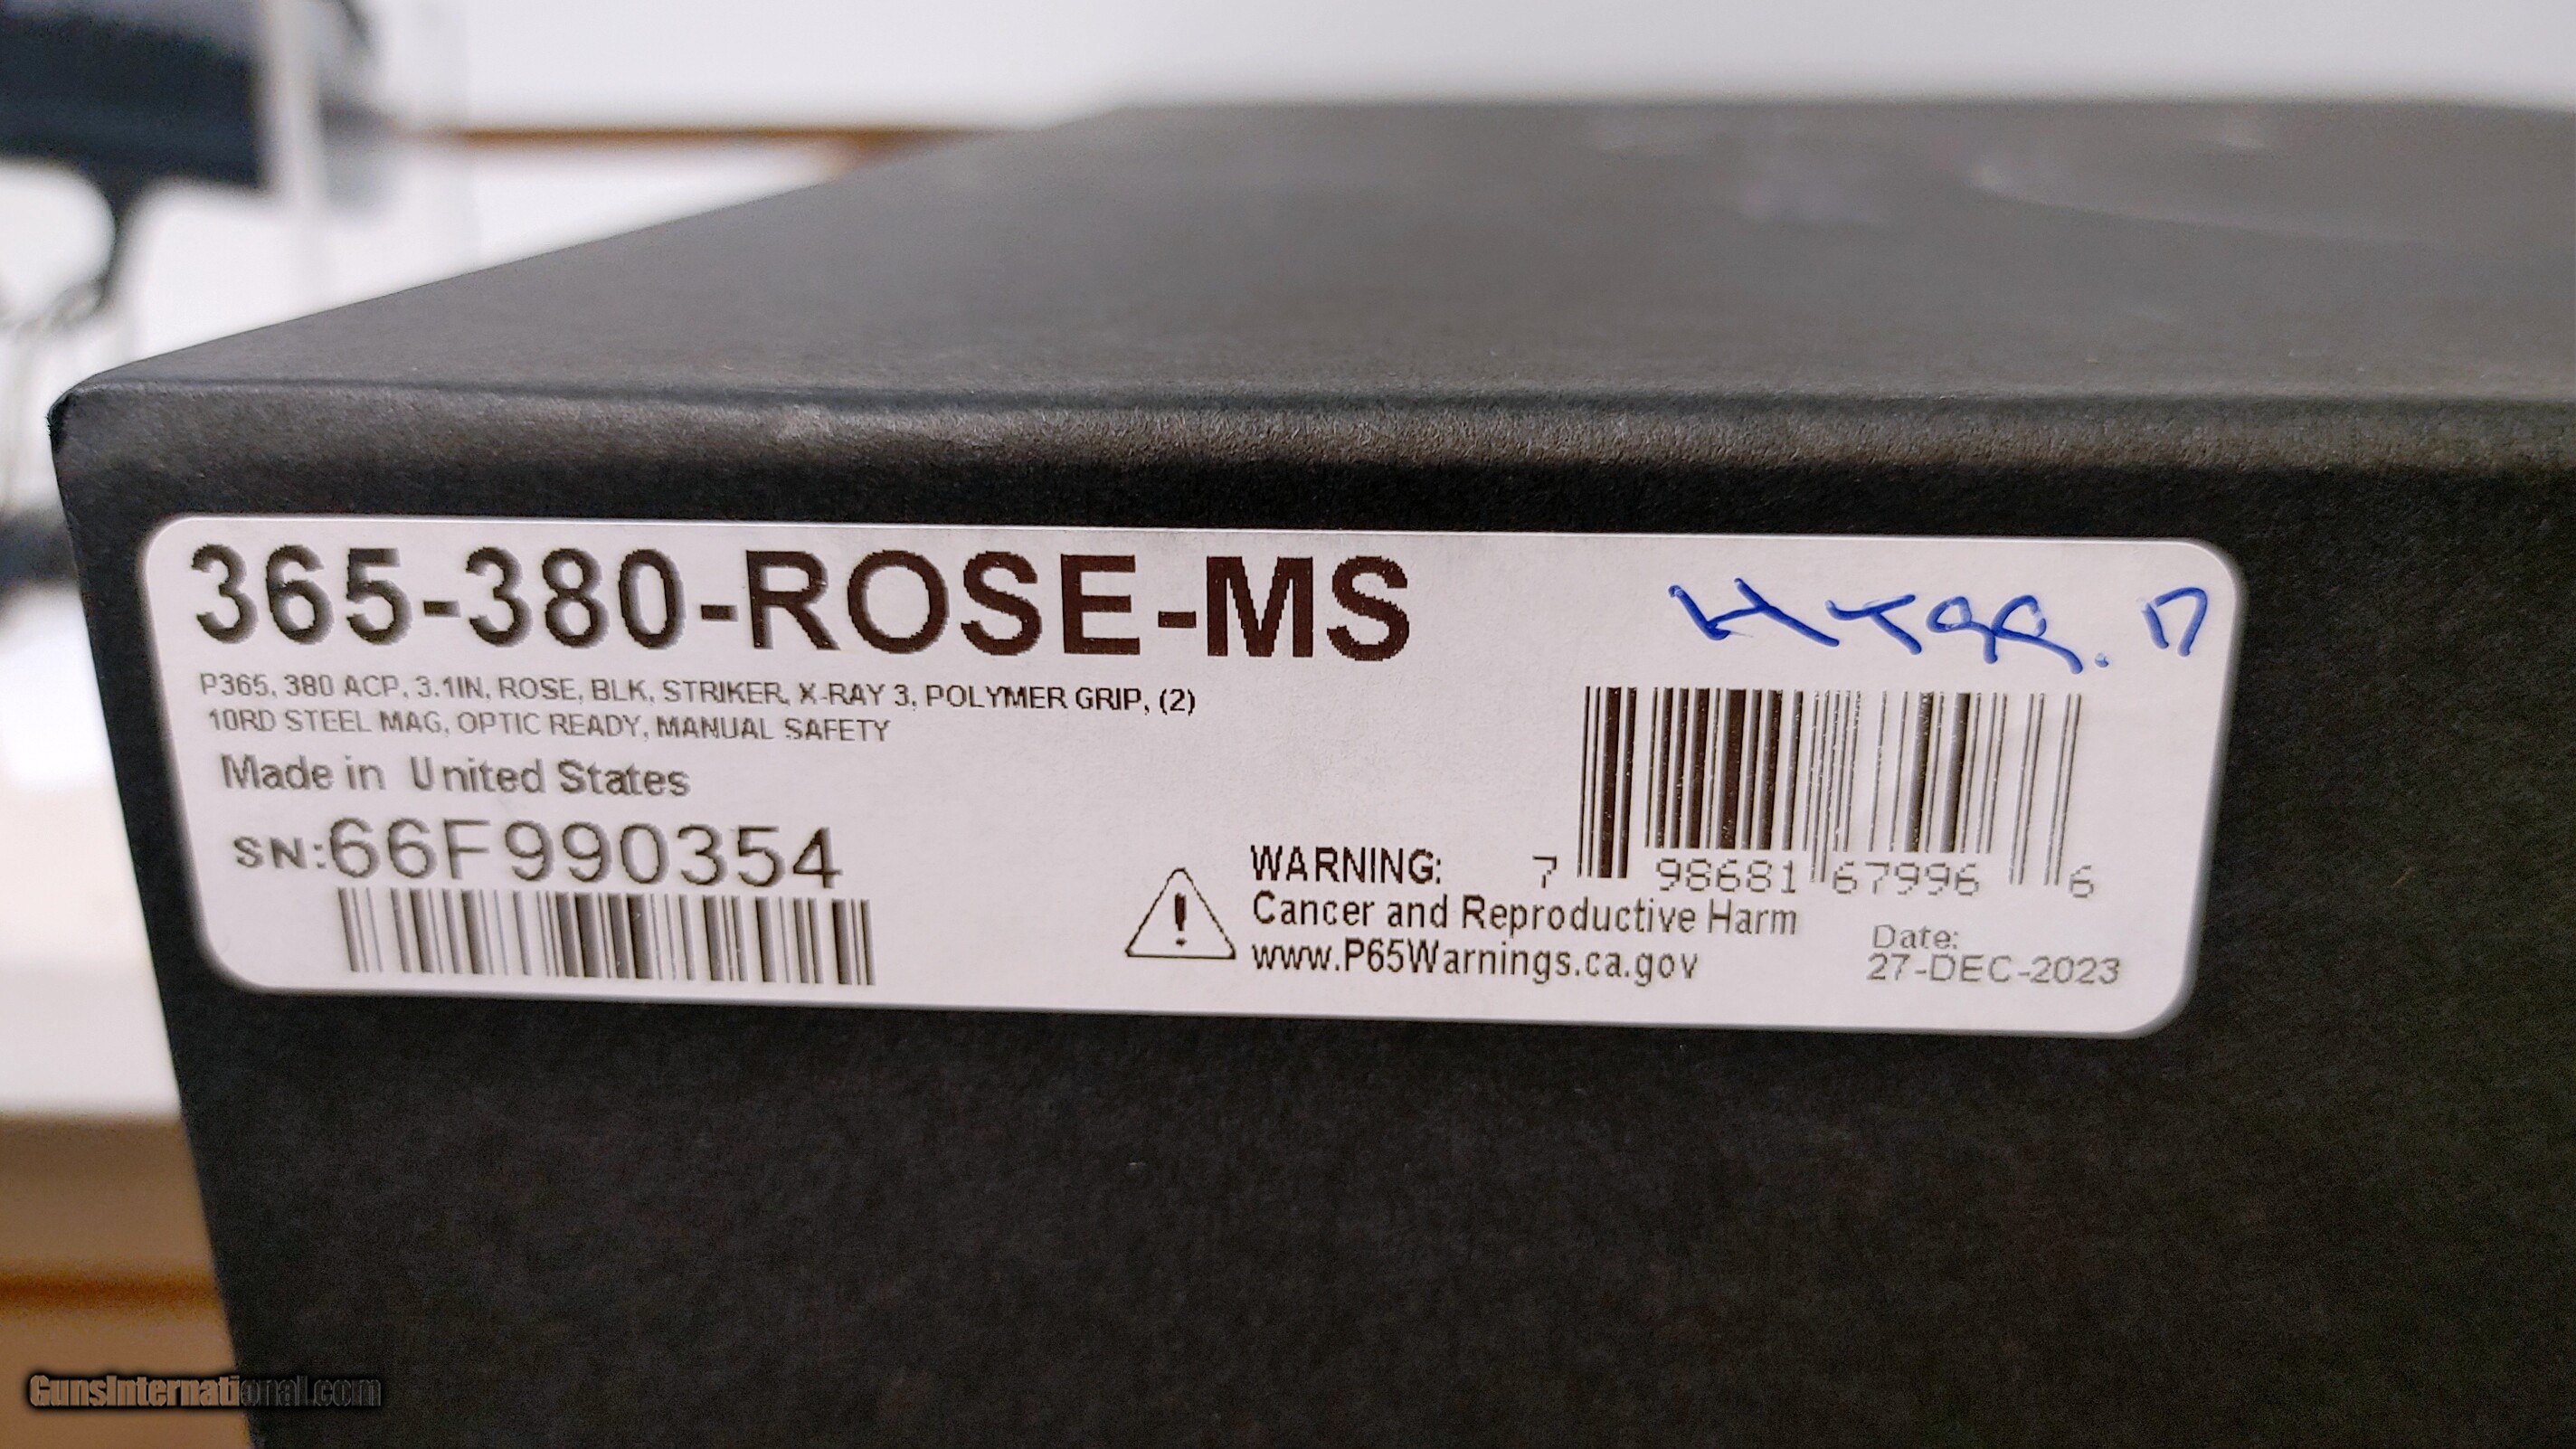 365-380-ROSE-MS
P365, 380 ACP, 3.1IN, ROSE, BLK, STRIKER, X-RAY 3, POLYMER GRIP, (2)
10RD STEEL MAG, OPTIC READY, MANUAL SAFETY
Made in United States
SN:66F990354
7 98681 67996 6
WARNING:
Cancer and Reproductive Harm
www.P65Warnings.ca.gov
Date:
27-DEC-2023
GunsInternational.com